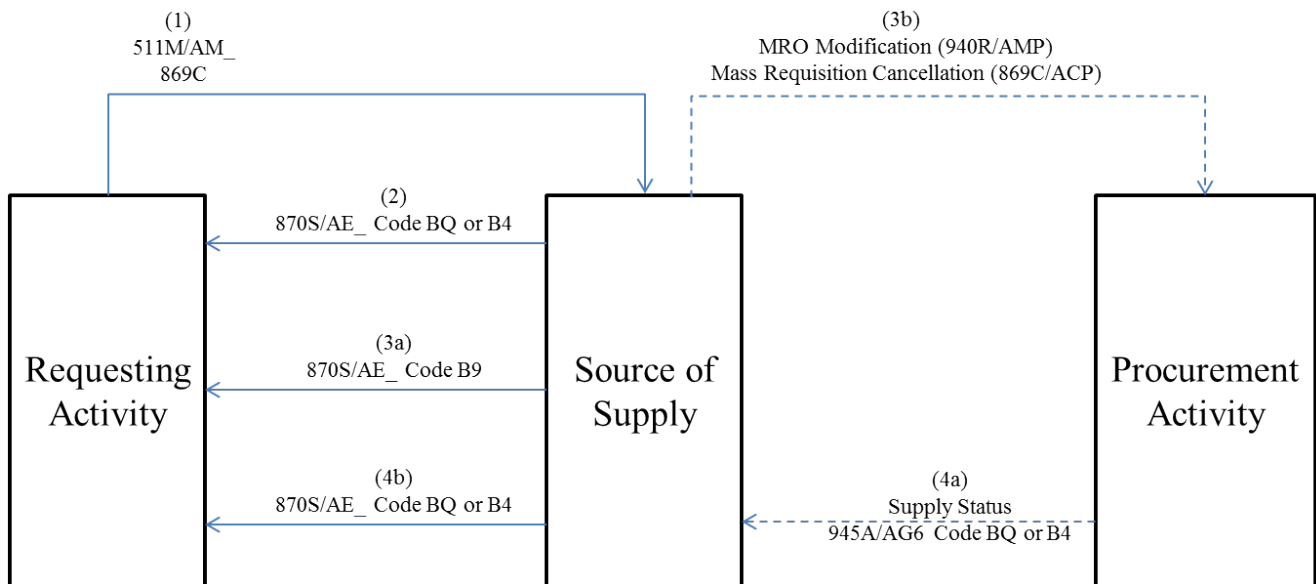 (1)
511M/AM_
869C
(3b)
MRO Modification (940R/AMP)
Mass Requisition Cancellation (869C/ACP)
(2)
870S/AE_ Code BQ or B4
(3a)
870S/AE_ Code B9
Requesting
Activity
Source of
Supply
Procurement
Activity
(4b)
870S/AE_ Code BQ or B4
(4a)
Supply Status
945A/AG6 Code BQ or B4